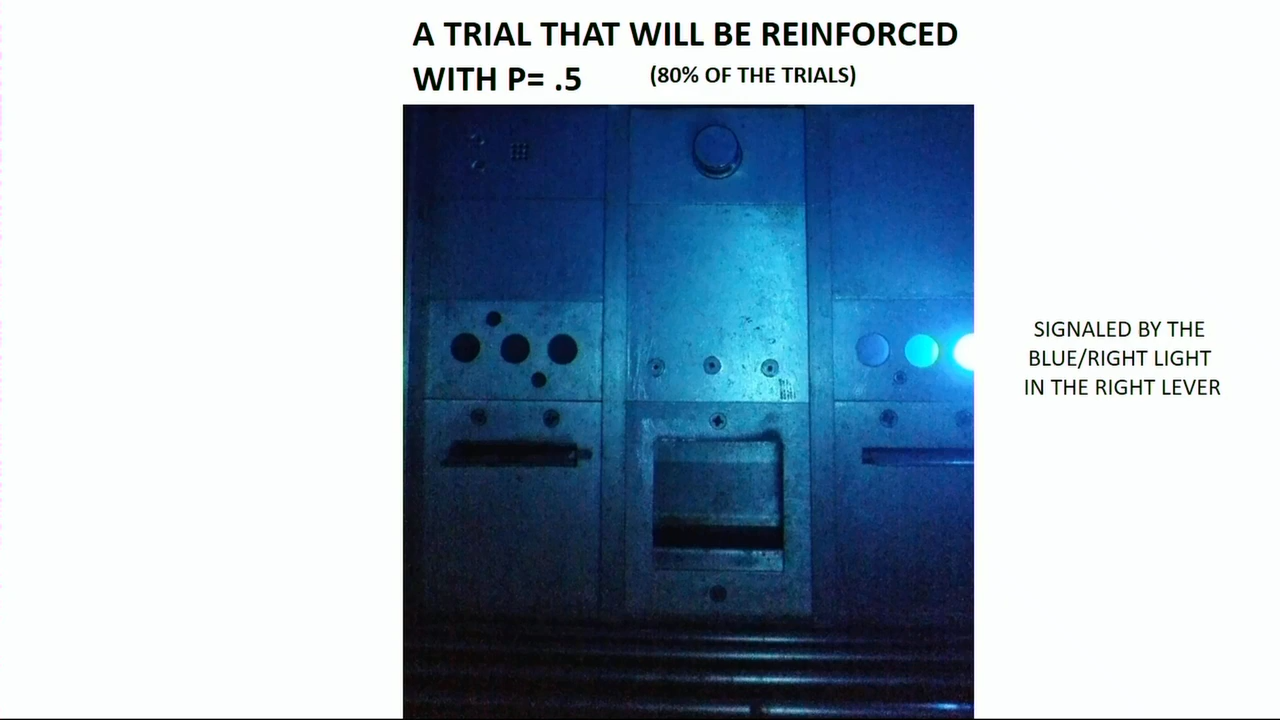 A TRIAL THAT WILL BE REINFORCED
WITH P= .5 (80% OF THE TRIALS)
SIGNALED BY THE
BLUE/RIGHT LIGHT
IN THE RIGHT LEVER